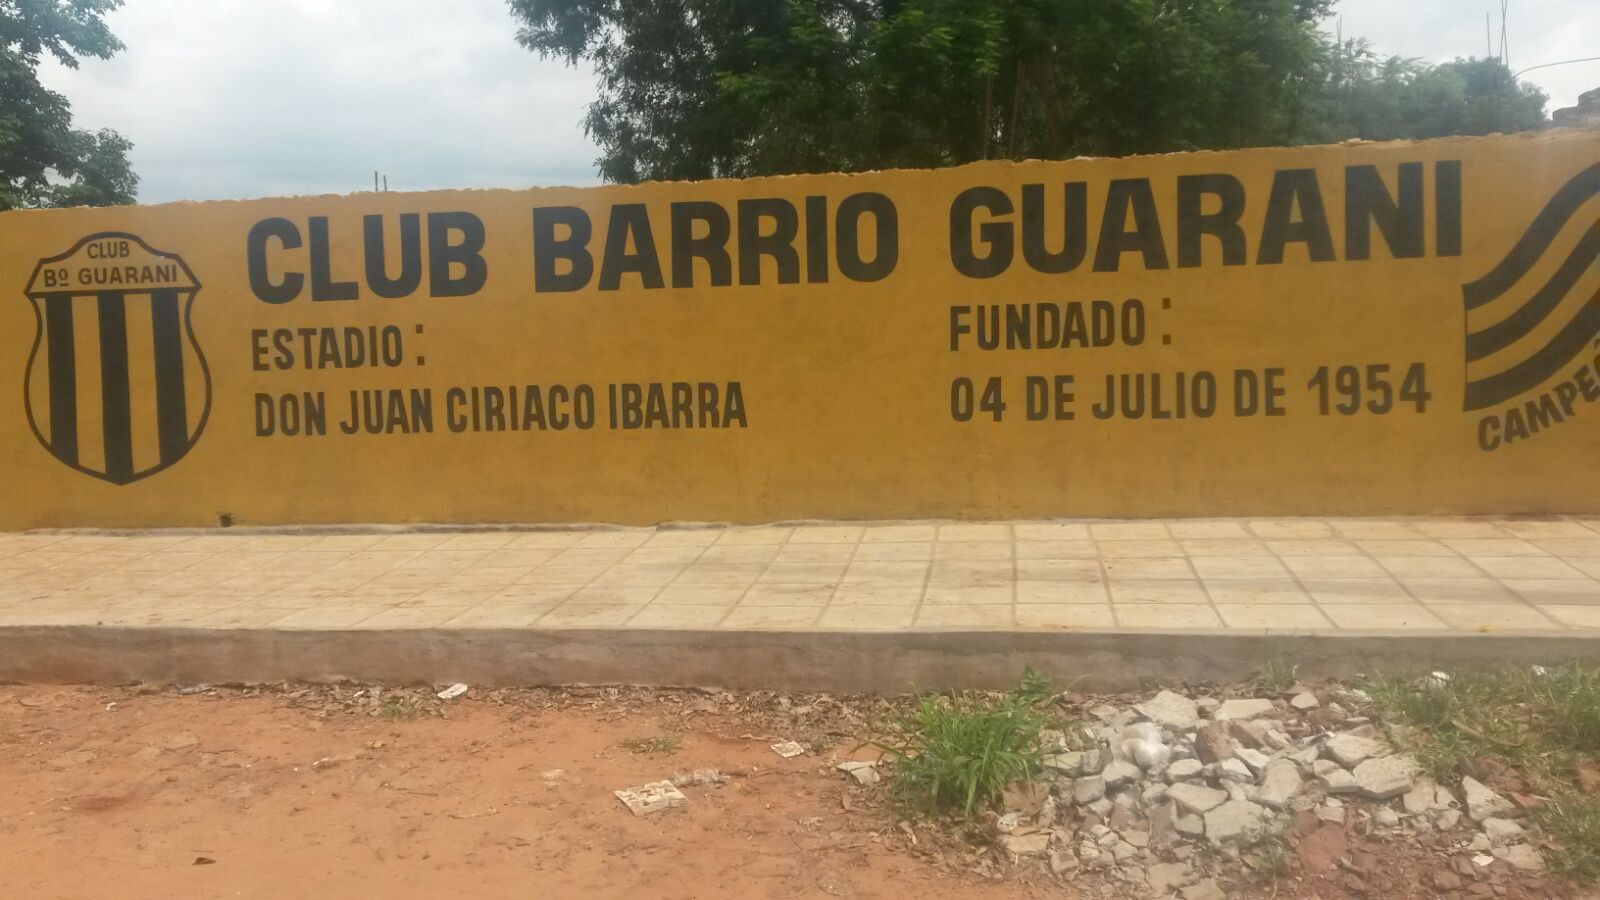 CLUB
Bº GUARANI
CLUB BARRIO GUARANI
ESTADIO :
DON JUAN CIRIACO IBARRA
FUNDADO :
04 DE JULIO DE 1954